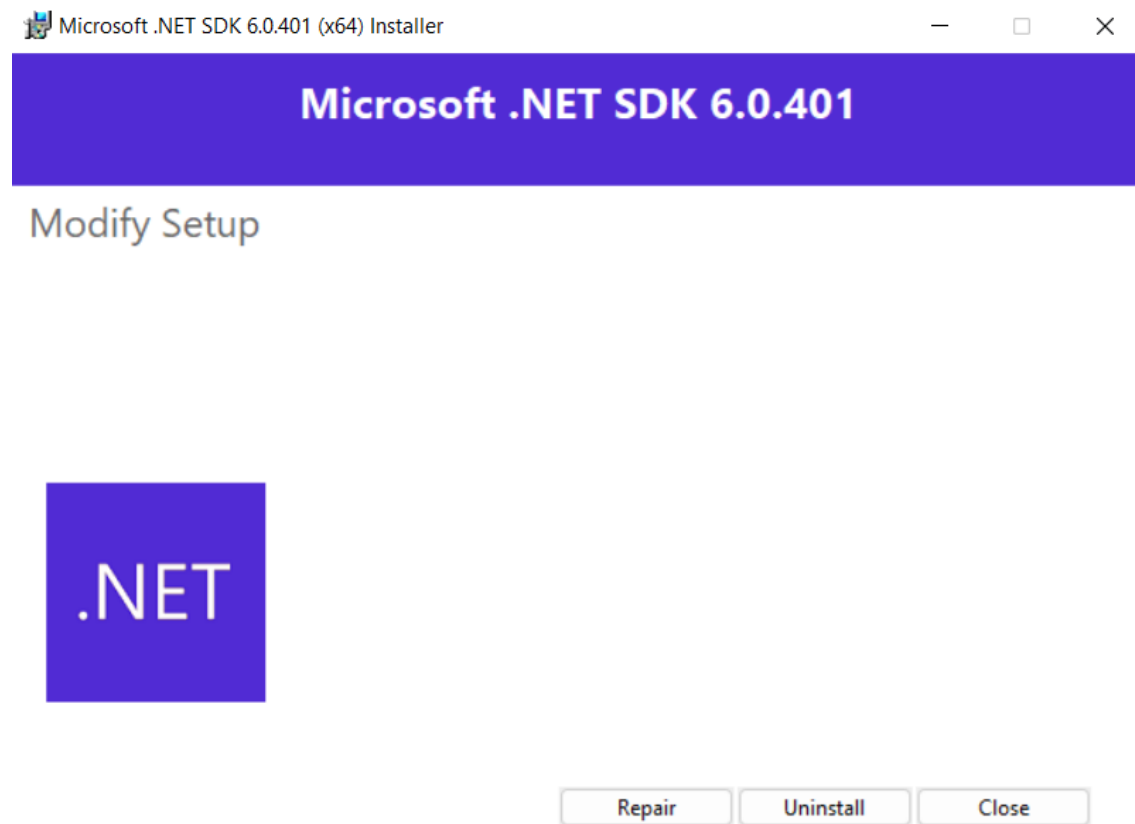 Microsoft .NET SDK 6.0.401 (x64) Installer
Microsoft .NET SDK 6.0.401
Modify Setup
.NET
Repair Uninstall Close